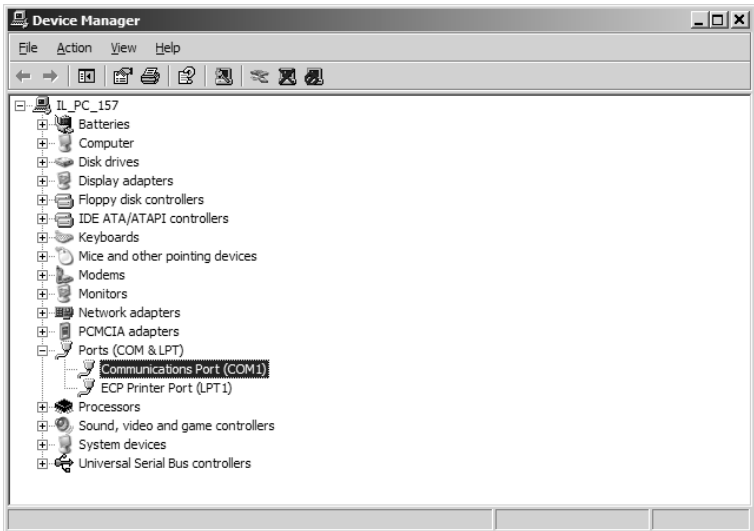 Device Manager
File Action View Help
IL_PC_157
Batteries
Computer
Disk drives
Display adapters
Floppy disk controllers
IDE ATA/ATAPI controllers
Keyboards
Mice and other pointing devices
Modems
Monitors
Network adapters
PCMCIA adapters
Ports (COM & LPT)
Communications Port (COM1)
ECP Printer Port (LPT1)
Processors
Sound, video and game controllers
System devices
Universal Serial Bus controllers